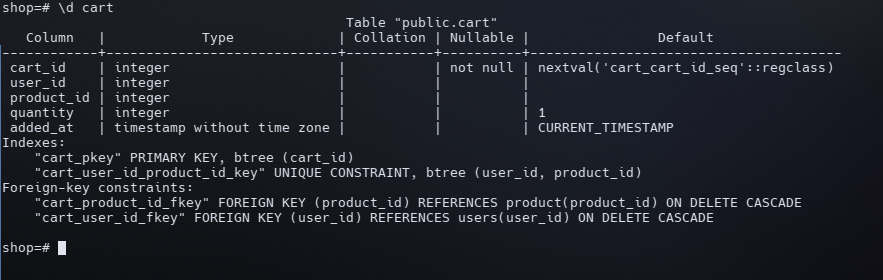 shop=# \d cart
                                          Table "public.cart"
   Column   |            Type             | Collation | Nullable |                Default                
------------+-----------------------------+-----------+----------+---------------------------------------
 cart_id    | integer                     |           | not null | nextval('cart_cart_id_seq'::regclass)
 user_id    | integer                     |           |          | 
 product_id | integer                     |           |          | 
 quantity   | integer                     |           |          | 1
 added_at   | timestamp without time zone |           |          | CURRENT_TIMESTAMP
Indexes:
    "cart_pkey" PRIMARY KEY, btree (cart_id)
    "cart_user_id_product_id_key" UNIQUE CONSTRAINT, btree (user_id, product_id)
Foreign-key constraints:
    "cart_product_id_fkey" FOREIGN KEY (product_id) REFERENCES product(product_id) ON DELETE CASCADE
    "cart_user_id_fkey" FOREIGN KEY (user_id) REFERENCES users(user_id) ON DELETE CASCADE

shop=#